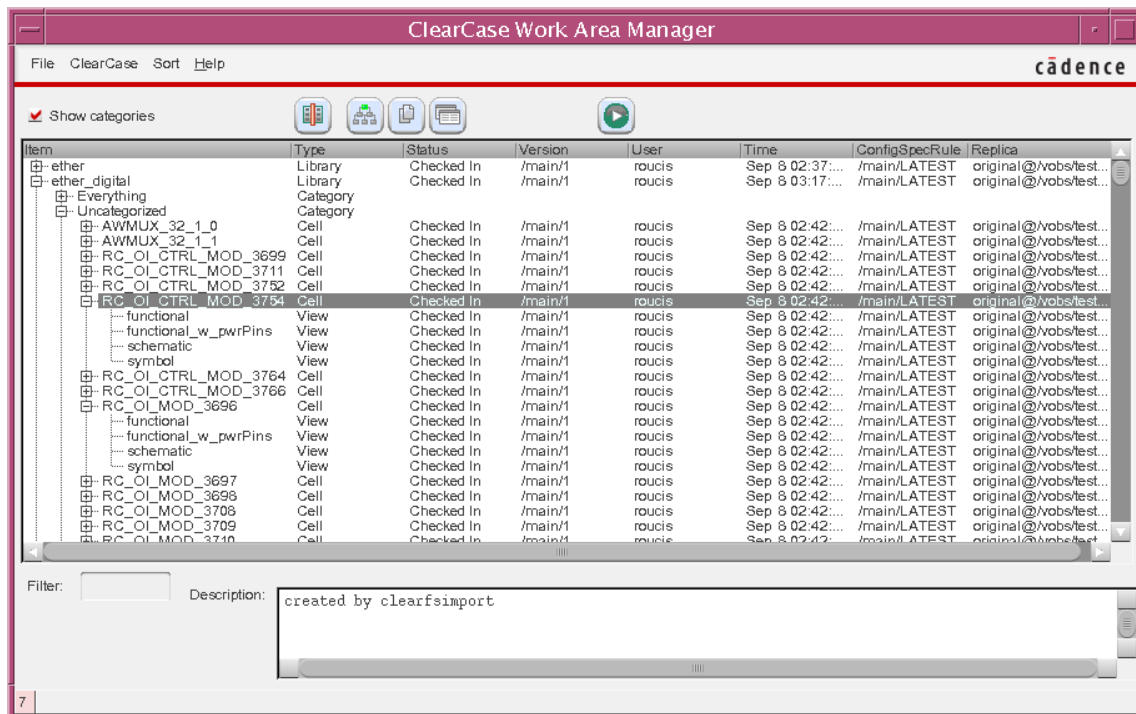 ClearCase Work Area Manager
File ClearCase Sort Help cādence
Show categories
Item Type Status Version User Time ConfigSpecRule Replica
ether Library Checked In /main/1 roucis Sep 8 02:37:... /main/LATEST original@/vobs/test...
ether_digital Library Checked In /main/1 roucis Sep 8 03:17:... /main/LATEST original@/vobs/test...
Everything Category
Uncategorized Category
AWMUX_32_1_0 Cell Checked In /main/1 roucis Sep 8 02:42:... /main/LATEST original@/vobs/test...
AWMUX_32_1_1 Cell Checked In /main/1 roucis Sep 8 02:42:... /main/LATEST original@/vobs/test...
RC_OI_CTRL_MOD_3699 Cell Checked In /main/1 roucis Sep 8 02:42:... /main/LATEST original@/vobs/test...
RC_OI_CTRL_MOD_3711 Cell Checked In /main/1 roucis Sep 8 02:42:... /main/LATEST original@/vobs/test...
RC_OI_CTRL_MOD_3752 Cell Checked In /main/1 roucis Sep 8 02:42:... /main/LATEST original@/vobs/test...
RC_OI_CTRL_MOD_3754 Cell Checked In /main/1 roucis Sep 8 02:42:... /main/LATEST original@/vobs/test...
functional View Checked In /main/1 roucis Sep 8 02:42:... /main/LATEST original@/vobs/test...
functional_w_pwrPins View Checked In /main/1 roucis Sep 8 02:42:... /main/LATEST original@/vobs/test...
schematic View Checked In /main/1 roucis Sep 8 02:42:... /main/LATEST original@/vobs/test...
symbol View Checked In /main/1 roucis Sep 8 02:42:... /main/LATEST original@/vobs/test...
RC_OI_CTRL_MOD_3764 Cell Checked In /main/1 roucis Sep 8 02:42:... /main/LATEST original@/vobs/test...
RC_OI_CTRL_MOD_3766 Cell Checked In /main/1 roucis Sep 8 02:42:... /main/LATEST original@/vobs/test...
RC_OI_MOD_3696 Cell Checked In /main/1 roucis Sep 8 02:42:... /main/LATEST original@/vobs/test...
functional View Checked In /main/1 roucis Sep 8 02:42:... /main/LATEST original@/vobs/test...
functional_w_pwrPins View Checked In /main/1 roucis Sep 8 02:42:... /main/LATEST original@/vobs/test...
schematic View Checked In /main/1 roucis Sep 8 02:42:... /main/LATEST original@/vobs/test...
symbol View Checked In /main/1 roucis Sep 8 02:42:... /main/LATEST original@/vobs/test...
RC_OI_MOD_3697 Cell Checked In /main/1 roucis Sep 8 02:42:... /main/LATEST original@/vobs/test...
RC_OI_MOD_3698 Cell Checked In /main/1 roucis Sep 8 02:42:... /main/LATEST original@/vobs/test...
RC_OI_MOD_3708 Cell Checked In /main/1 roucis Sep 8 02:42:... /main/LATEST original@/vobs/test...
RC_OI_MOD_3709 Cell Checked In /main/1 roucis Sep 8 02:42:... /main/LATEST original@/vobs/test...
RC_OI_MOD_3710 Cell Checked In /main/1 roucis Sep 8 02:42:... /main/LATEST original@/vobs/test...
Filter:
Description: created by clearfsimport
7